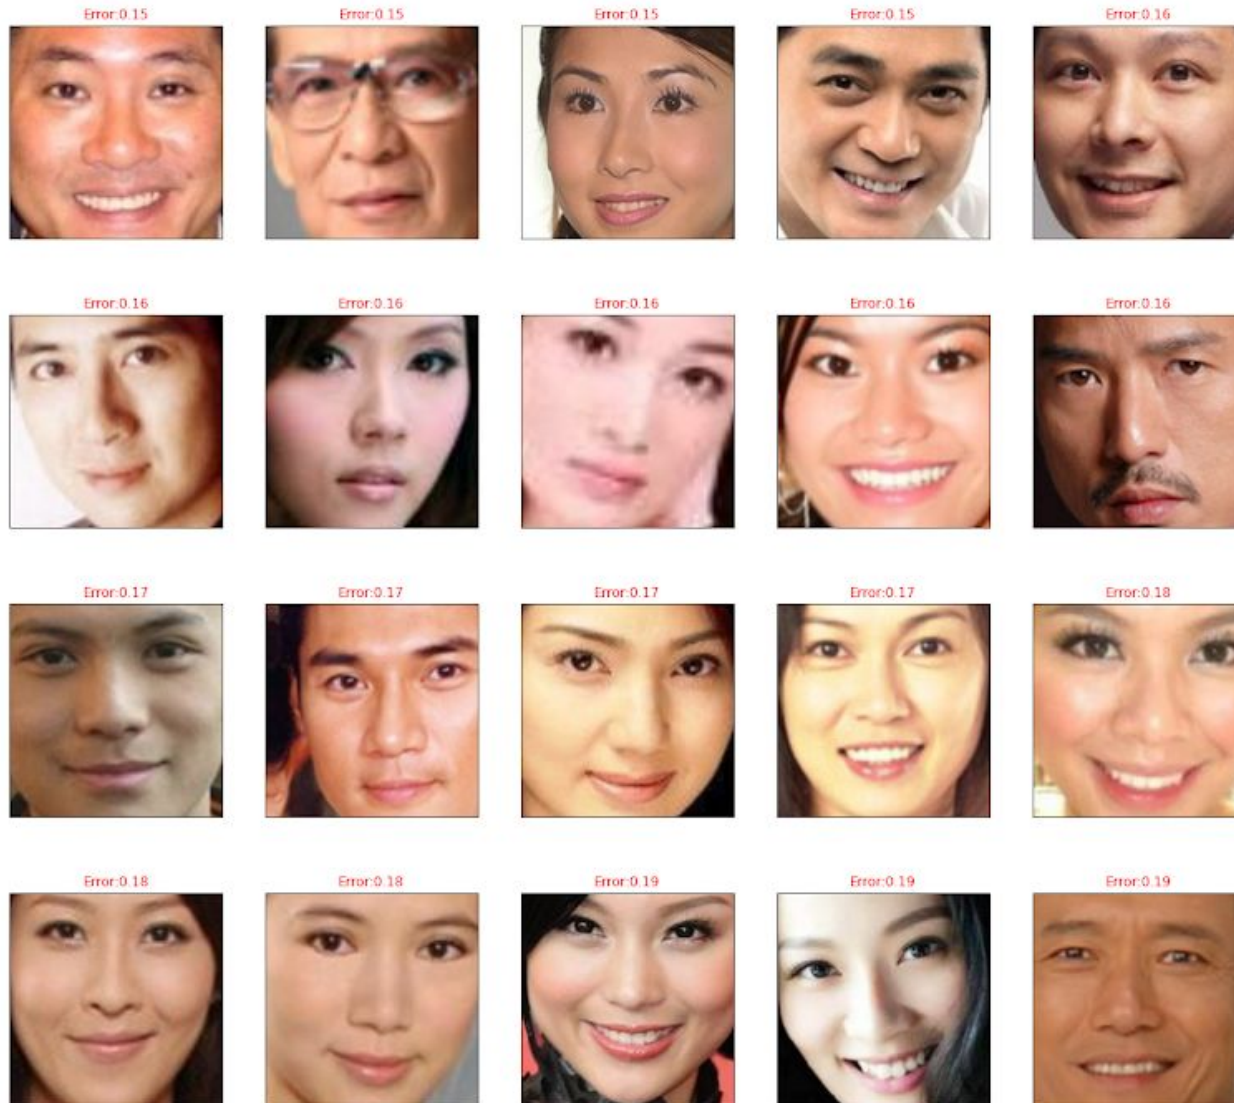 Error:0.15 Error:0.15 Error:0.15 Error:0.15 Error:0.16
Error:0.16 Error:0.16 Error:0.16 Error:0.16 Error:0.16
Error:0.17 Error:0.17 Error:0.17 Error:0.17 Error:0.18
Error:0.18 Error:0.18 Error:0.19 Error:0.19 Error:0.19